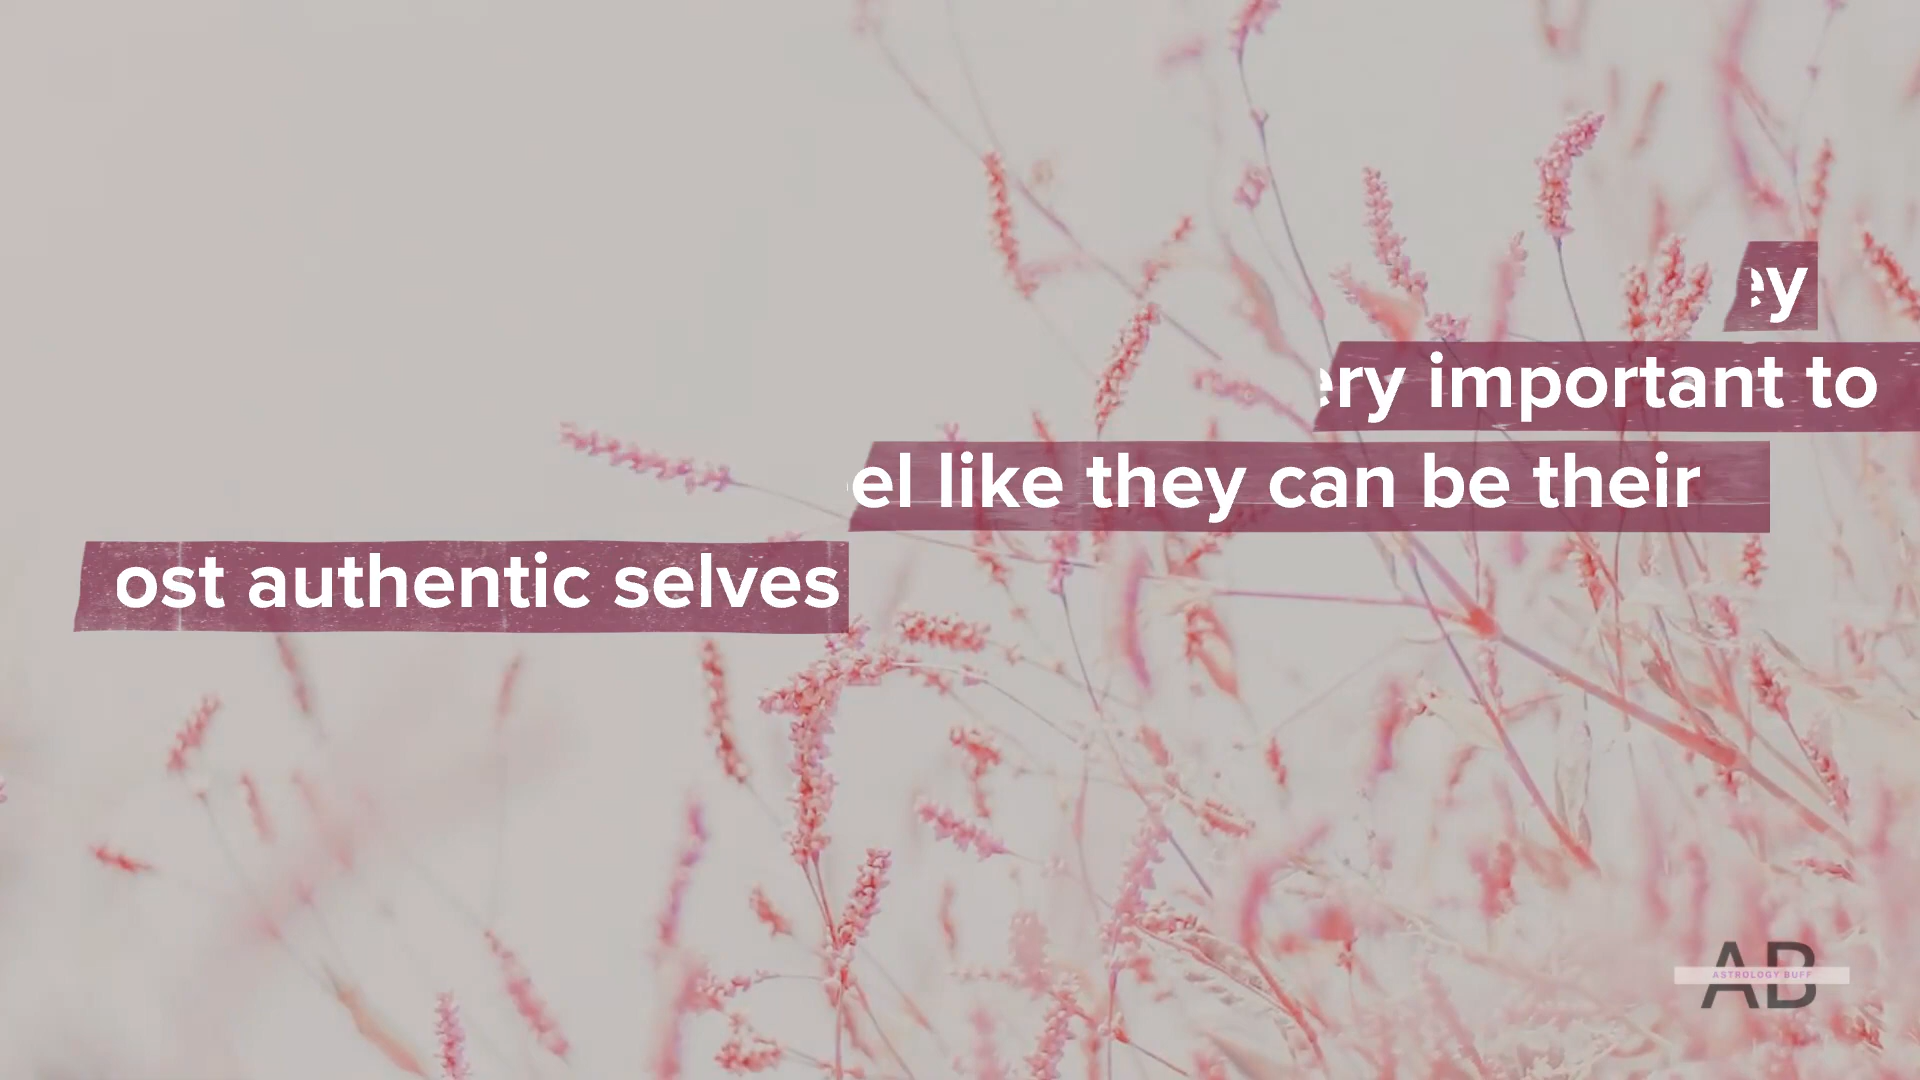 ey
ery important to
el like they can be their
ost authentic selves
AB
ASTROLOGY BUFF